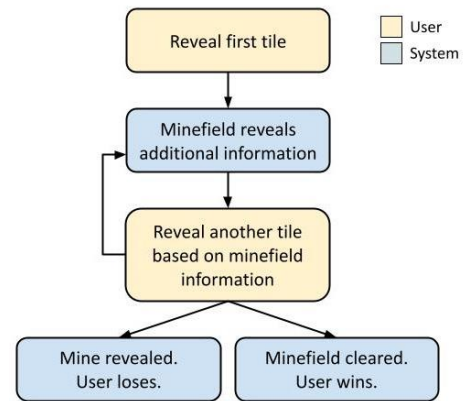 Reveal first tile
User
System
Minefield reveals
additional information
Reveal another tile
based on minefield
information
Mine revealed.
User loses.
Minefield cleared.
User wins.